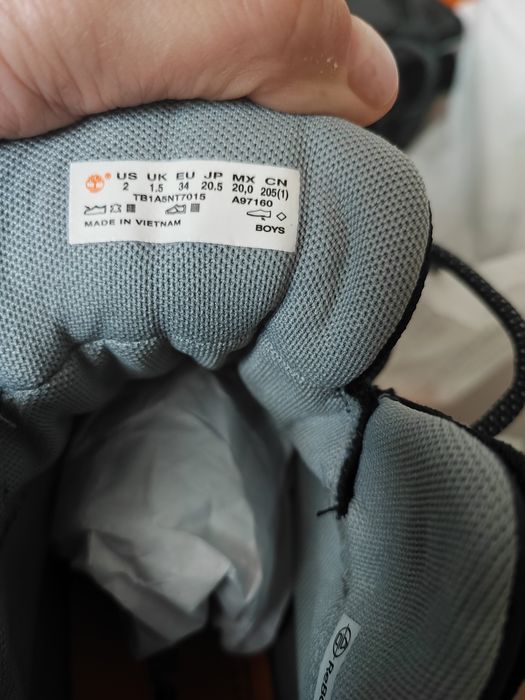 US UK EU JP MX CN
2 1.5 34 20.5 20,0 205(1)
TB1A5NT7015 A97160
MADE IN VIETNAM BOYS